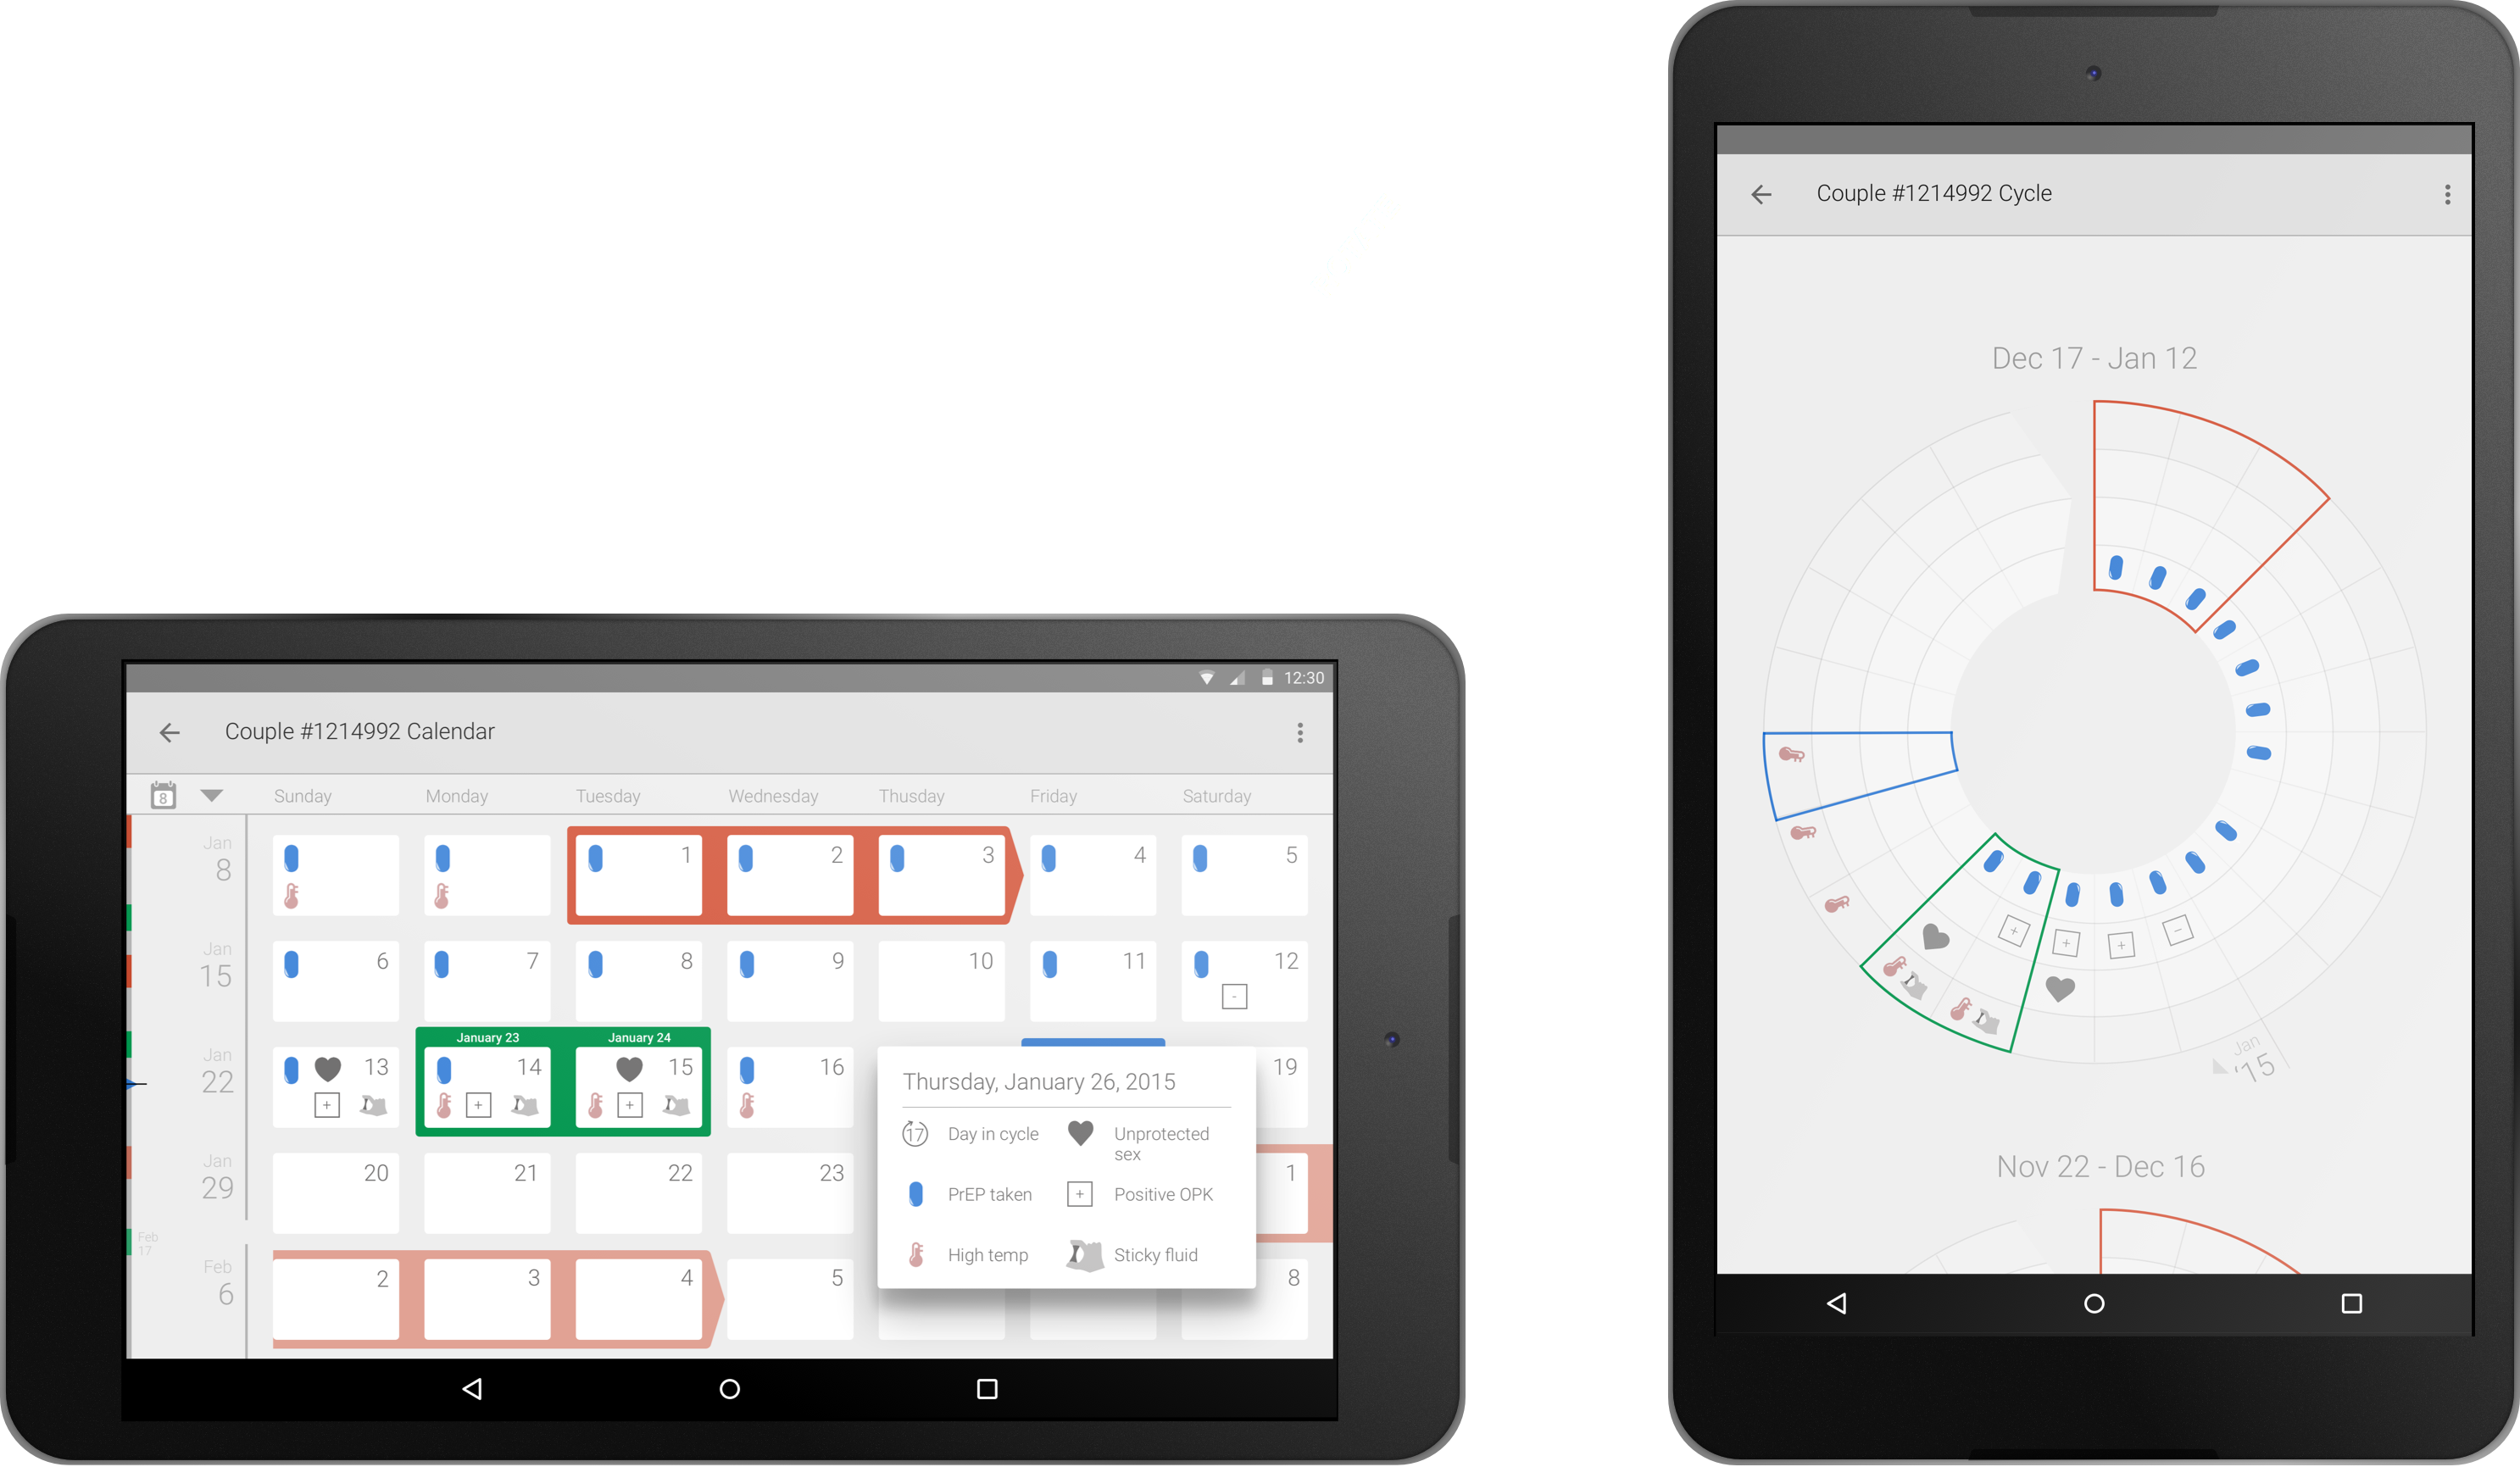 12:30
Couple #1214992 Calendar
8 Sunday Monday Tuesday Wednesday Thusday Friday Saturday
Jan
8
1 2 3 4 5
Jan
15
6 7 8 9 10 11 12
-
January 23 January 24
Jan
22
13 14 15 16 19
+ + +
Thursday, January 26, 2015
17 Day in cycle
Unprotected
sex
PrEP taken
+ Positive OPK
High temp
Sticky fluid
Jan
29
20 21 22 23 1
Feb
17
Feb
6
2 3 4 5 8
Couple #1214992 Cycle
Dec 17 - Jan 12
+ + + -
Jan
'15
Nov 22 - Dec 16